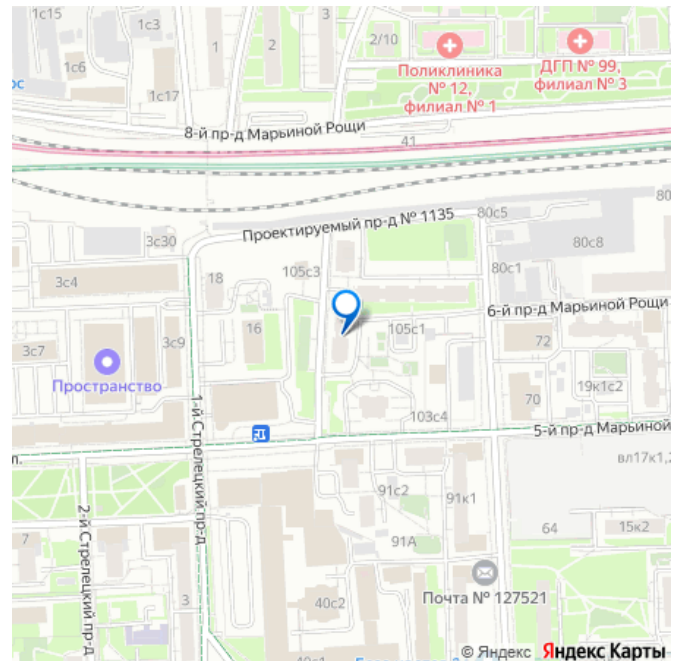 1с15
1с3
3
1с6
1
2
2/10
Поликлиника
№ 12,
филиал № 1
ДГП № 99,
филиал № 3
1с17
8-й пр-д Марьиной Рощи
41
Проектируемый пр-д № 1135
80с5
80
3с30
80с8
3с4
18
105с3
80с1
6-й пр-д Марьиной Рощи
16
105с1
72
3с7
3с9
Пространство
19к1с2
70
1-й Стрелецкий пр-д
103с4
5-й пр-д Марьиной
вл17к1,2
2-й Стрелецкий пр-д
91с2
91к1
7
91А
64
15к2
3
40с2
Почта № 127521
40с1
© Яндекс Яндекс Карты